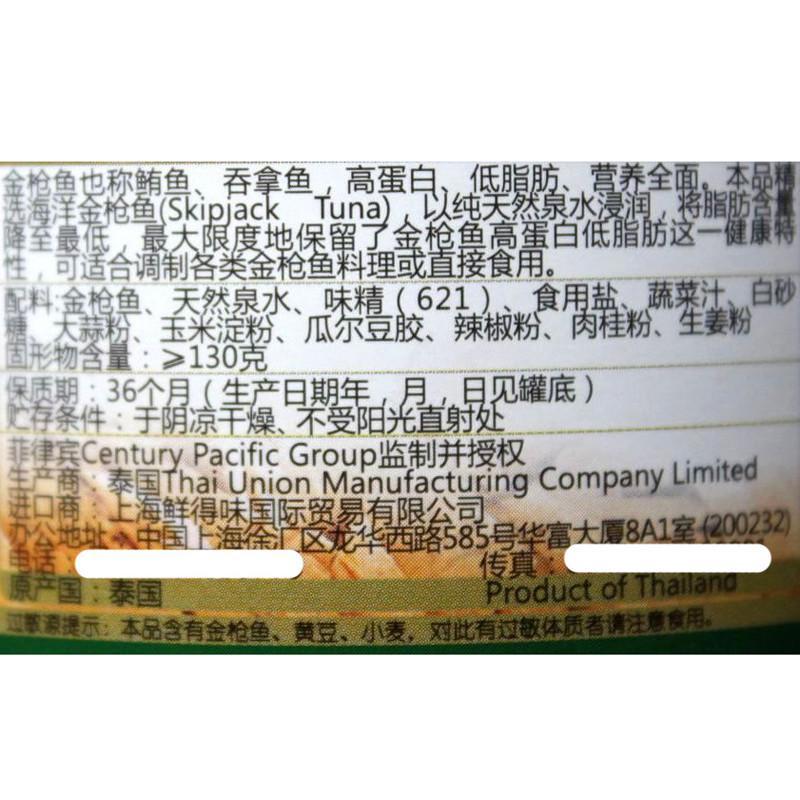 金枪鱼也称鲔鱼、吞拿鱼，高蛋白、低脂肪、营养全面。本品精
选海洋金枪鱼(Skipjack Tuna)，以纯天然泉水浸润，将脂肪含量
降至最低，最大限度地保留了金枪鱼高蛋白低脂肪这一健康特
性，可适合调制各类金枪鱼料理或直接食用。
配料:金枪鱼、天然泉水、味精（621）、食用盐、蔬菜汁、白砂
糖、大蒜粉、玉米淀粉、瓜尔豆胶、辣椒粉、肉桂粉、生姜粉
固形物含量：≥130克
保质期：36个月（生产日期年，月，日见罐底）
贮存条件：于阴凉干燥、不受阳光直射处
菲律宾Century Pacific Group监制并授权
生产商：泰国Thai Union Manufacturing Company Limited
进口商：上海鲜得味国际贸易有限公司
办公地址：中国上海徐汇区龙华西路585号华富大厦8A1室(200232)
电话： 传真：
原产国：泰国 Product of Thailand
过敏源提示：本品含有金枪鱼、黄豆、小麦，对此有过敏体质者请注意食用。